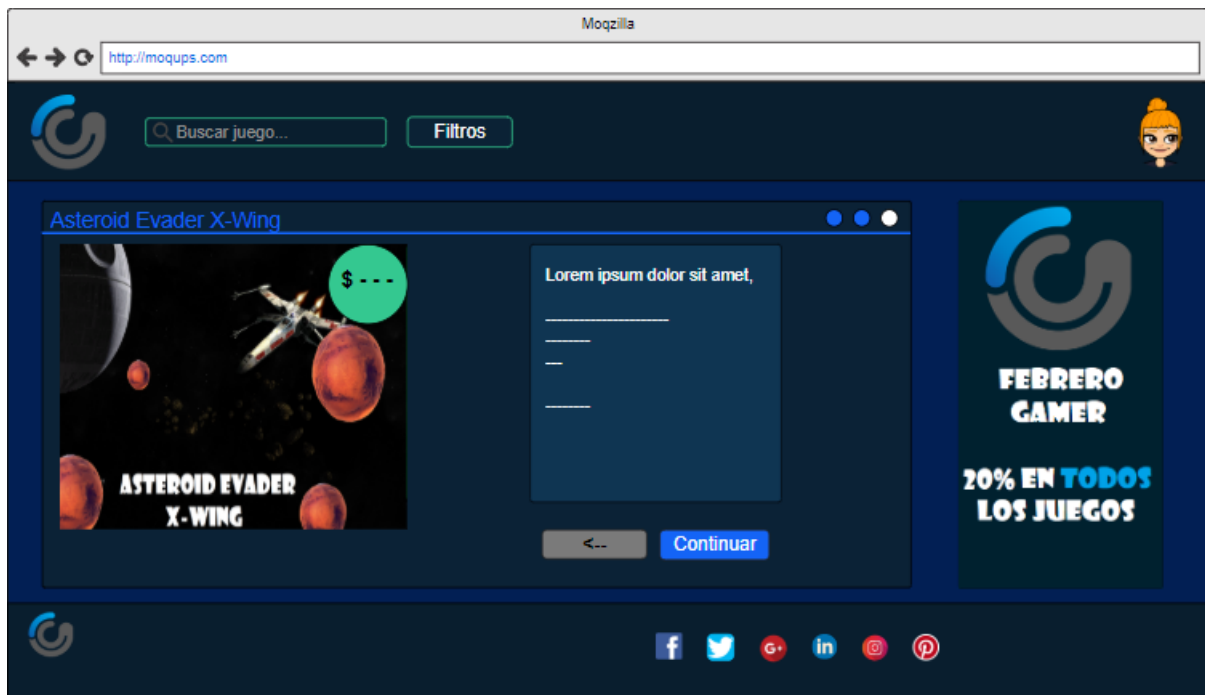 Moqzilla
http://moqups.com
Buscar juego...
Filtros
Asteroid Evader X-Wing
$ - - -
ASTEROID EVADER
X-WING
Lorem ipsum dolor sit amet,
<--
Continuar
FEBRERO
GAMER
20% EN TODOS
LOS JUEGOS
f
G+
in